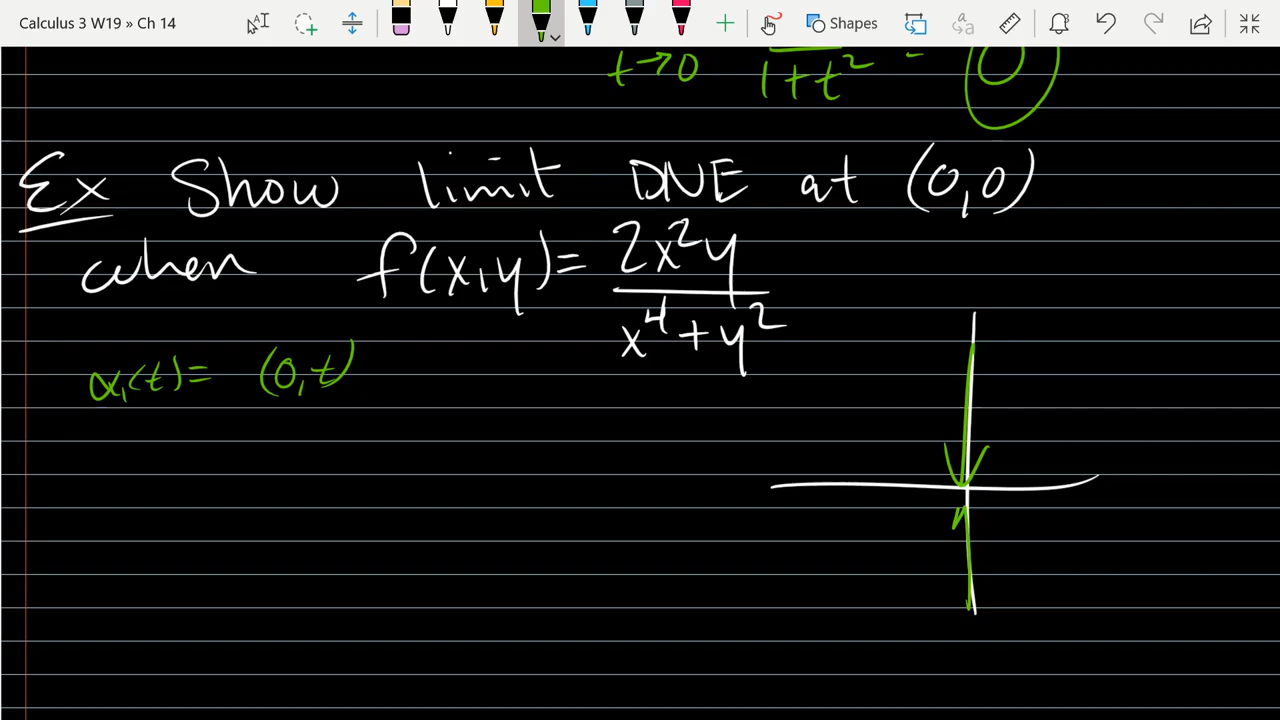 Calculus 3 W19 » Ch 14
Shapes
t→0 1+t² = 0
Ex Show limit DNE at (0,0)
when f(x,y)= 2x²y
x⁴+y²
α₁(t)= (0,t)